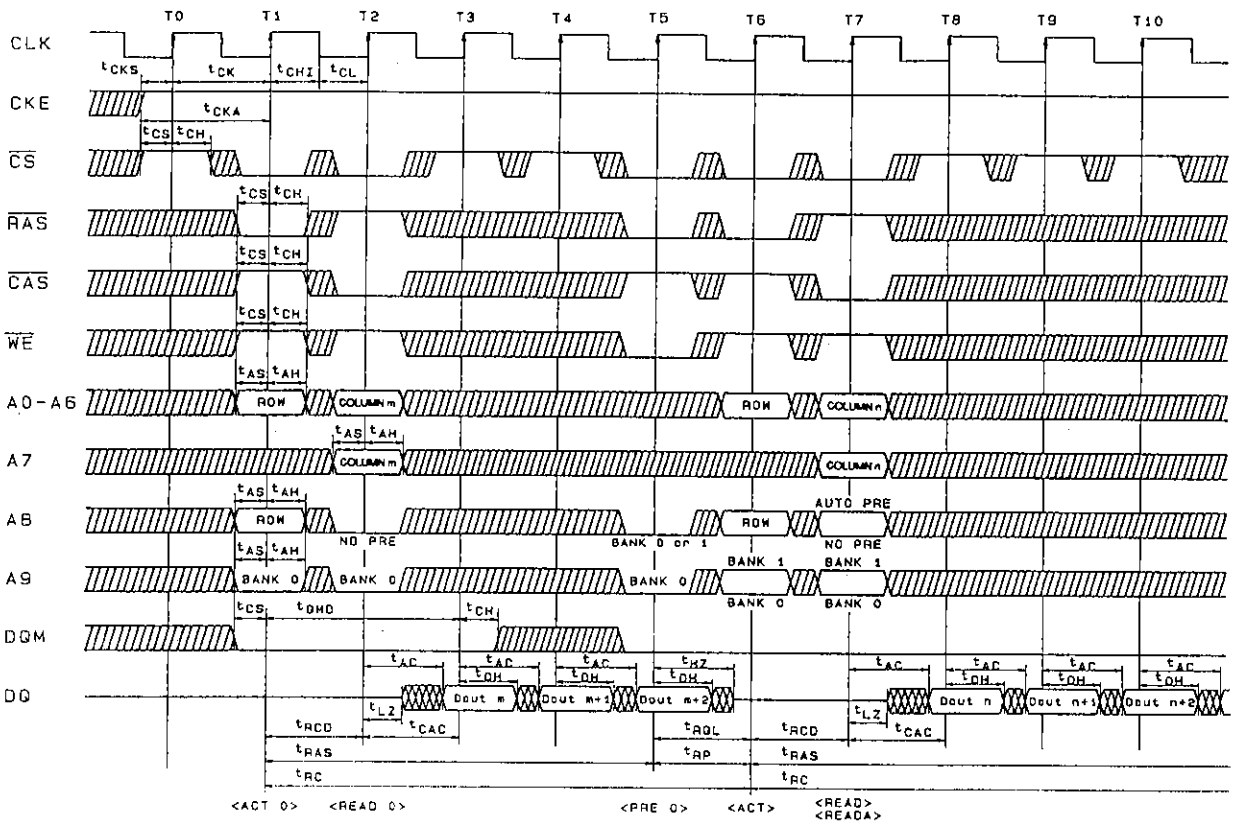 T0 T1 T2 T3 T4 T5 T6 T7 T8 T9 T10
CLK
tCKS tCK tCHI tCL
CKE
tCKA
tCS tCH
CS
tCS tCH
RAS
tCS tCH
CAS
tCS tCH
WE
tAS tAH
A0-A6 ROW COLUMN m ROW COLUMN n
tAS tAH
A7 COLUMN m COLUMN n
tAS tAH AUTO PRE
A8 ROW ROW
NO PRE BANK 0 or 1 NO PRE
tAS tAH BANK 1 BANK 1
A9 BANK 0 BANK 0 BANK 0
BANK 0 BANK 0
tCS tDMD tCH
DQM
tAC tAC tAC tHZ tAC tAC tAC tAC
tOH tOH tOH tOH tOH tOH
DQ Dout m Dout m+1 Dout m+2 Dout n Dout n+1 Dout n+2
tLZ tLZ
tRCD tCAC tRQL tRCD tCAC
tRAS tRP tRAS
tRC tRC
<ACT 0> <READ 0> <PRE 0> <ACT> <READ>
<READA>